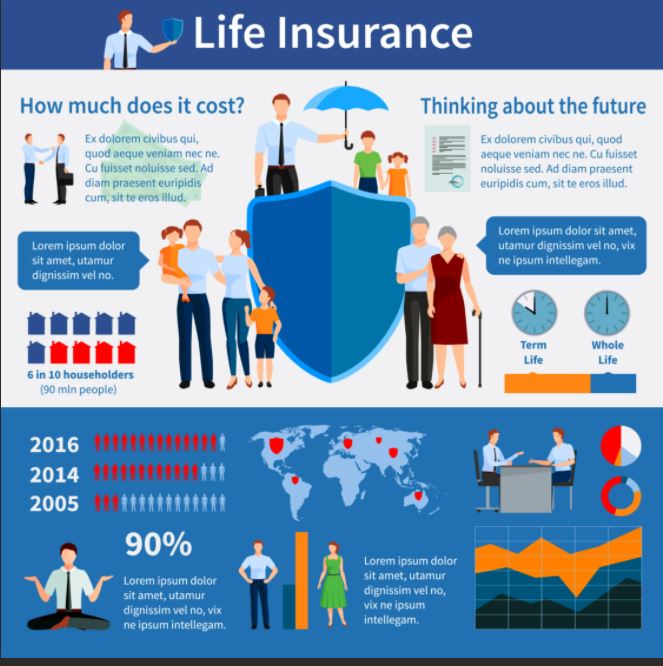 Life Insurance
How much does it cost?
Ex dolorem civibus qui,
quod aeque veniam nec ne.
Cu fuisset noluisse sed. Ad
diam praesent euripidis
cum, sit te eros illud.
Thinking about the future
Ex dolorem civibus qui, quod
aeque veniam nec ne. Cu fuisset
noluisse sed. Ad diam praesent
euripidis cum, sit te eros illud.
Lorem ipsum dolor
sit amet, utamur
dignissim vel no.
Lorem ipsum dolor sit amet,
utamur dignissim vel no, vix
ne ipsum intellegam.
6 in 10 householders
(90 mln people)
Term
Life
Whole
Life
2016
2014
2005
90%
Lorem ipsum dolor
sit amet, utamur
dignissim vel no, vix
ne ipsum intellegam.
Lorem ipsum dolor
sit amet, utamur
dignissim vel no,
vix ne ipsum
intellegam.